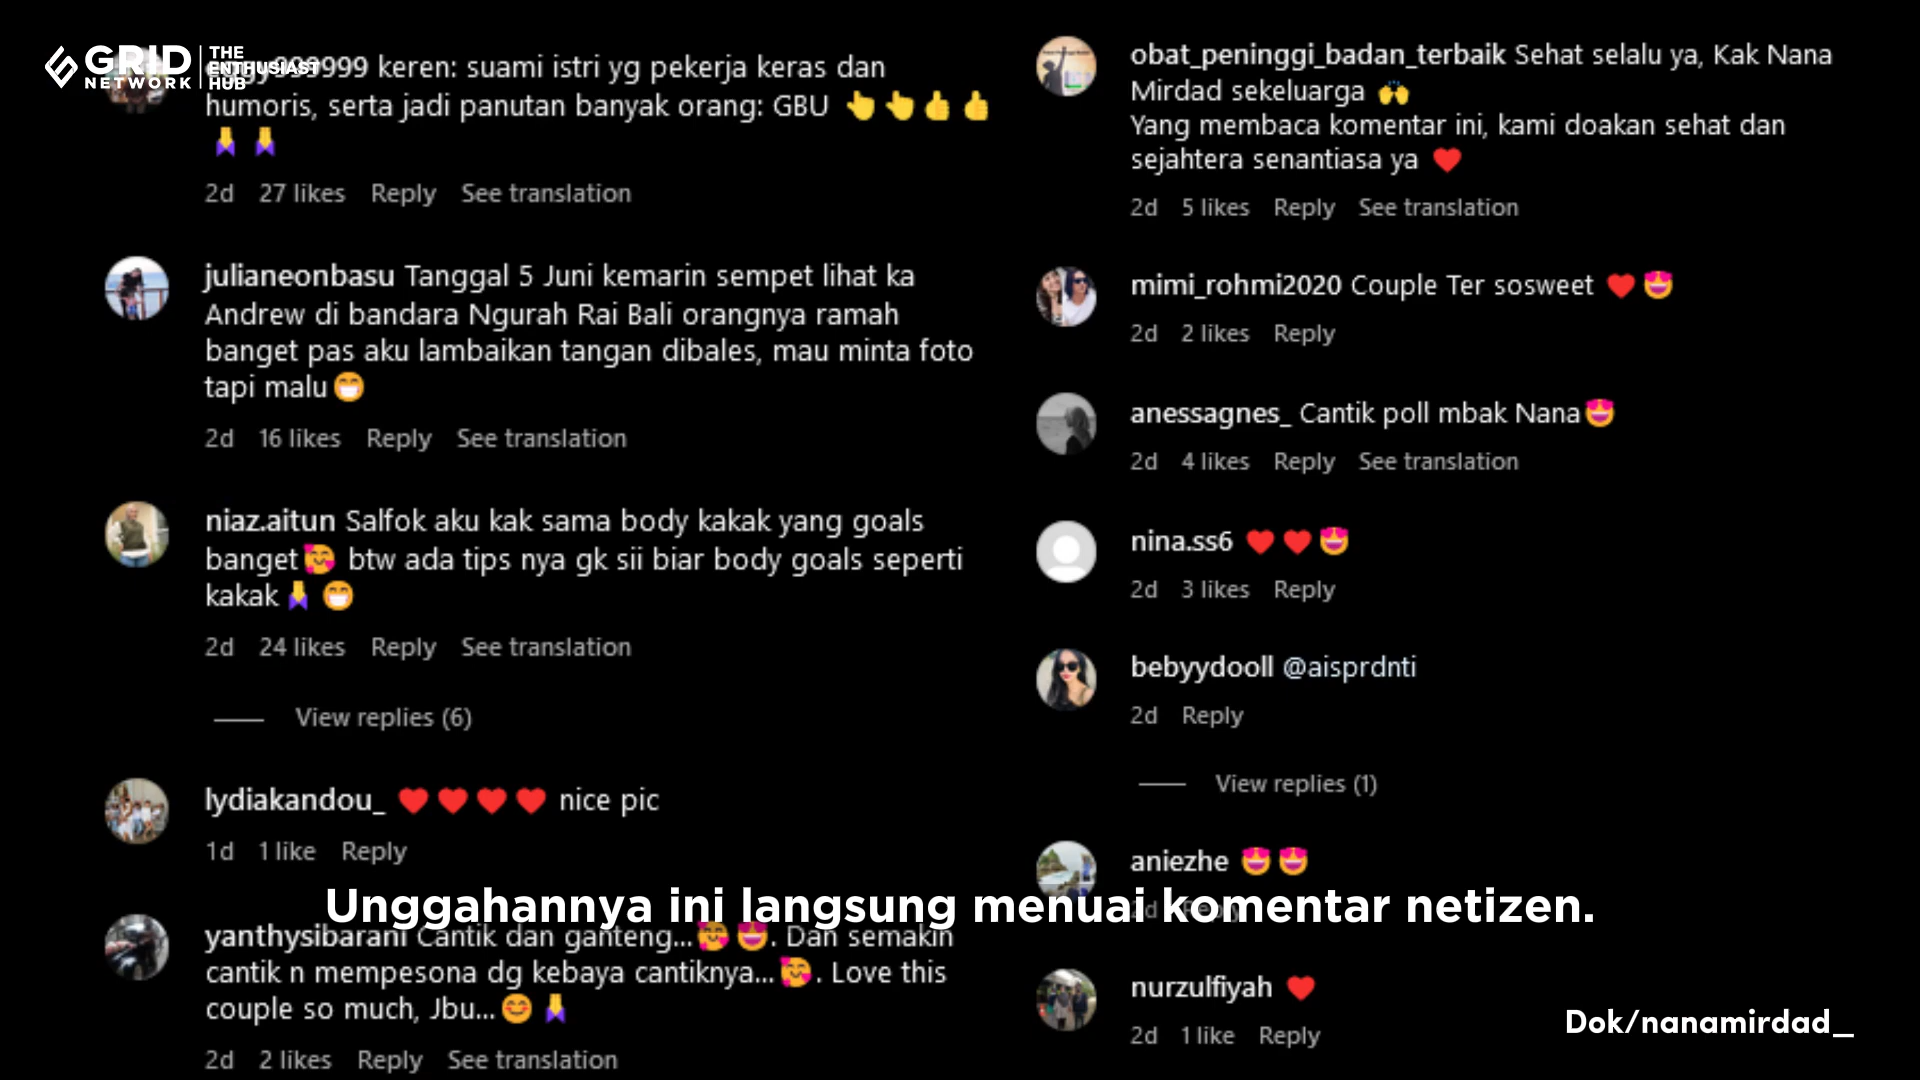 GRID
NETWORK
THE
ENTHUSIAST
HUB
keren: suami istri yg pekerja keras dan
humoris, serta jadi panutan banyak orang: GBU 👆👆👍👍
🙏🙏
2d 27 likes Reply See translation
julianeonbasu Tanggal 5 Juni kemarin sempet lihat ka
Andrew di bandara Ngurah Rai Bali orangnya ramah
banget pas aku lambaikan tangan dibales, mau minta foto
tapi malu😁
2d 16 likes Reply See translation
niaz.aitun Salfok aku kak sama body kakak yang goals
banget🥰 btw ada tips nya gk sii biar body goals seperti
kakak🙏😁
2d 24 likes Reply See translation
View replies (6)
lydiakandou_ ❤️❤️❤️❤️ nice pic
1d 1 like Reply
yanthysibarani Cantik dan ganteng...🥰😍. Dan semakin
cantik n mempesona dg kebaya cantiknya...🥰. Love this
couple so much, Jbu...😊🙏
2d 2 likes Reply See translation
obat_peninggi_badan_terbaik Sehat selalu ya, Kak Nana
Mirdad sekeluarga 🙌
Yang membaca komentar ini, kami doakan sehat dan
sejahtera senantiasa ya ❤️
2d 5 likes Reply See translation
mimi_rohmi2020 Couple Ter sosweet ❤️😍
2d 2 likes Reply
anessagnes_ Cantik poll mbak Nana😍
2d 4 likes Reply See translation
nina.ss6 ❤️❤️😍
2d 3 likes Reply
bebyydooll @aisprdnti
2d Reply
View replies (1)
aniezhe 😍😍
2d Reply
nurzulfiyah ❤️
2d 1 like Reply
Unggahannya ini langsung menuai komentar netizen.
Dok/nanamirdad_